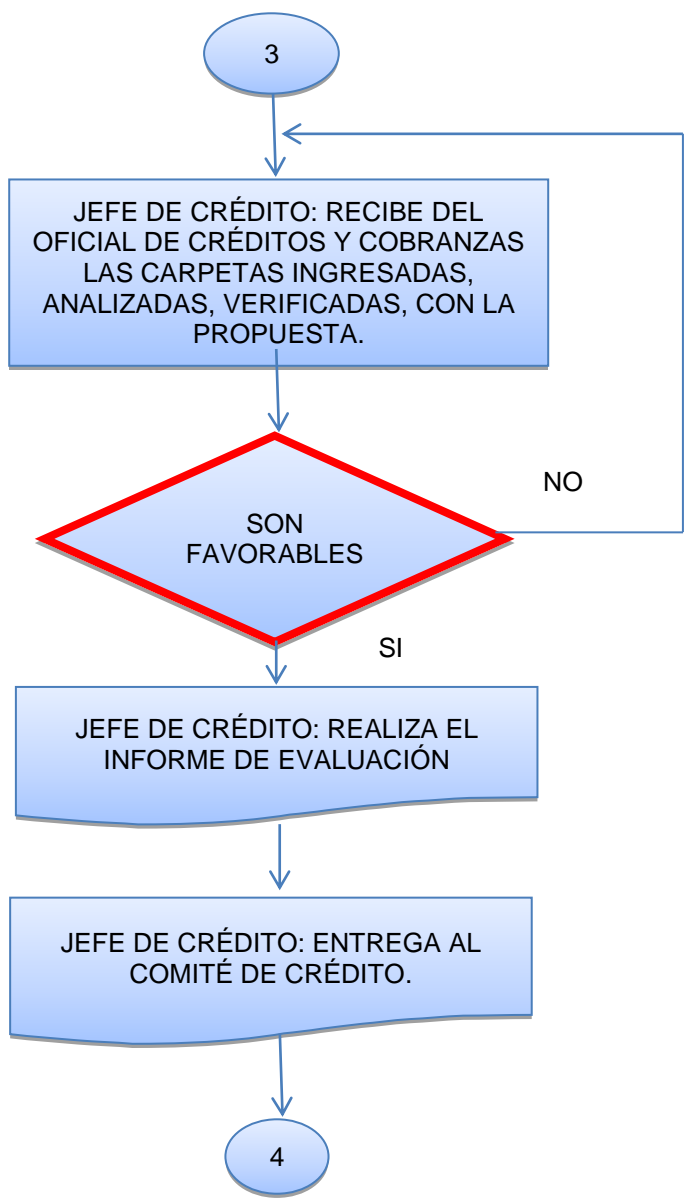 3
JEFE DE CRÉDITO: RECIBE DEL
OFICIAL DE CRÉDITOS Y COBRANZAS
LAS CARPETAS INGRESADAS,
ANALIZADAS, VERIFICADAS, CON LA
PROPUESTA.
NO
SON
FAVORABLES
SI
JEFE DE CRÉDITO: REALIZA EL
INFORME DE EVALUACIÓN
JEFE DE CRÉDITO: ENTREGA AL
COMITÉ DE CRÉDITO.
4